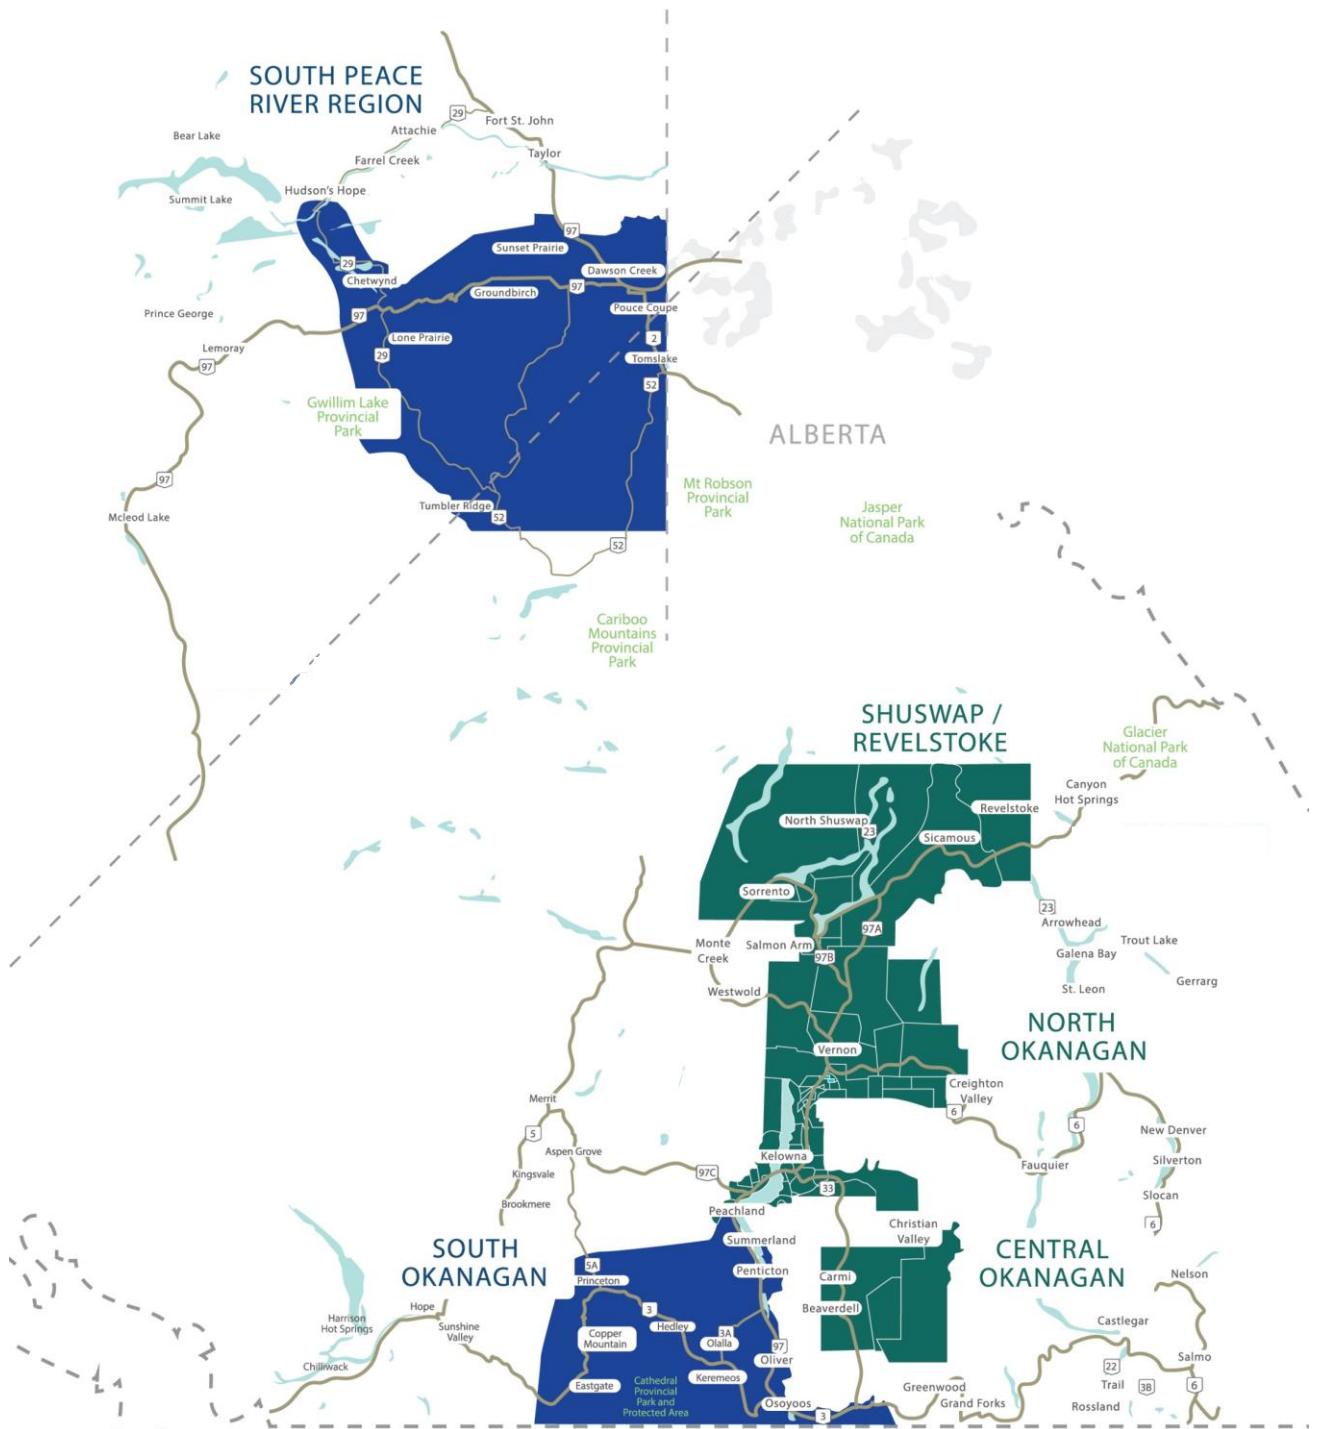 SOUTH PEACE
RIVER REGION
29
Fort St. John
Attachie
Bear Lake
Taylor
Farrel Creek
Hudson's Hope
Summit Lake
97
Sunset Prairie
29
Dawson Creek
Chetwynd
97
Groundbirch
Pouce Coupe
Prince George
97
Lone Prairie
2
Lemoray
29
Tomslake
97
52
Gwillim Lake
Provincial
Park
ALBERTA
97
Mt Robson
Provincial
Park
Tumbler Ridge
Mcleod Lake
52
Jasper
National Park
of Canada
52
Cariboo
Mountains
Provincial
Park
SHUSWAP /
REVELSTOKE
Glacier
National Park
of Canada
Canyon
Hot Springs
Revelstoke
North Shuswap
23
Sicamous
Sorrento
23
Arrowhead
97A
Monte
Creek
Salmon Arm
97B
Trout Lake
Galena Bay
Gerrarg
St. Leon
Westwold
NORTH
OKANAGAN
Vernon
Creighton
Valley
Merrit
6
6
5
New Denver
Aspen Grove
Kelowna
Silverton
Fauquier
Kingsvale
97C
33
Slocan
Brookmere
Peachland
Christian
Valley
6
Summerland
SOUTH
OKANAGAN
CENTRAL
OKANAGAN
5A
Penticton
Carmi
Princeton
Nelson
Hope
3
Beaverdell
Harrison
Hot Springs
Sunshine
Valley
Hedley
Castlegar
Copper
Mountain
3A
Olalla
97
Oliver
Salmo
Chilliwack
22
Keremeos
Eastgate
Trail
3B
6
Greenwood
Cathedral
Provincial
Park and
Protected Area
Osoyoos
Grand Forks
Rossland
3